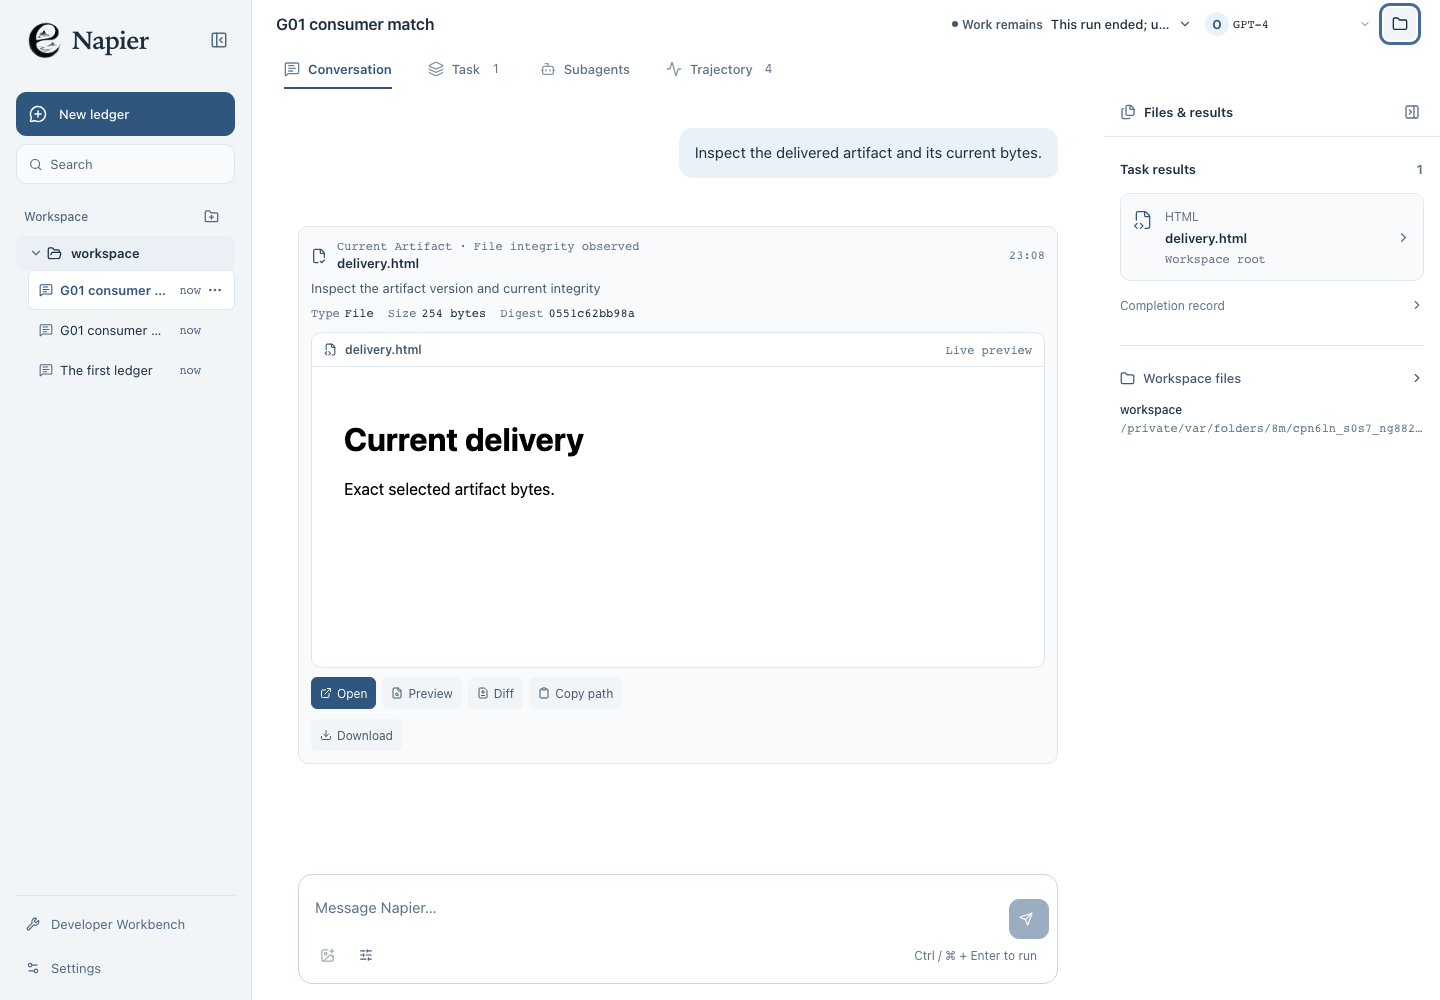 Napier
New ledger
Search
Workspace
workspace
G01 consumer ... now
G01 consumer ... now
The first ledger now
Developer Workbench
Settings
G01 consumer match
Work remains This run ended; u...
O GPT-4
Conversation
Task 1
Subagents
Trajectory 4
Inspect the delivered artifact and its current bytes.
Current Artifact · File integrity observed
delivery.html
23:08
Inspect the artifact version and current integrity
Type File Size 254 bytes Digest 0551c62bb98a
delivery.html
Live preview
Current delivery
Exact selected artifact bytes.
Open
Preview
Diff
Copy path
Download
Message Napier...
Ctrl / ⌘ + Enter to run
Files & results
Task results 1
HTML
delivery.html
Workspace root
Completion record
Workspace files
workspace
/private/var/folders/8m/cpn6ln_s0s7_ng882...